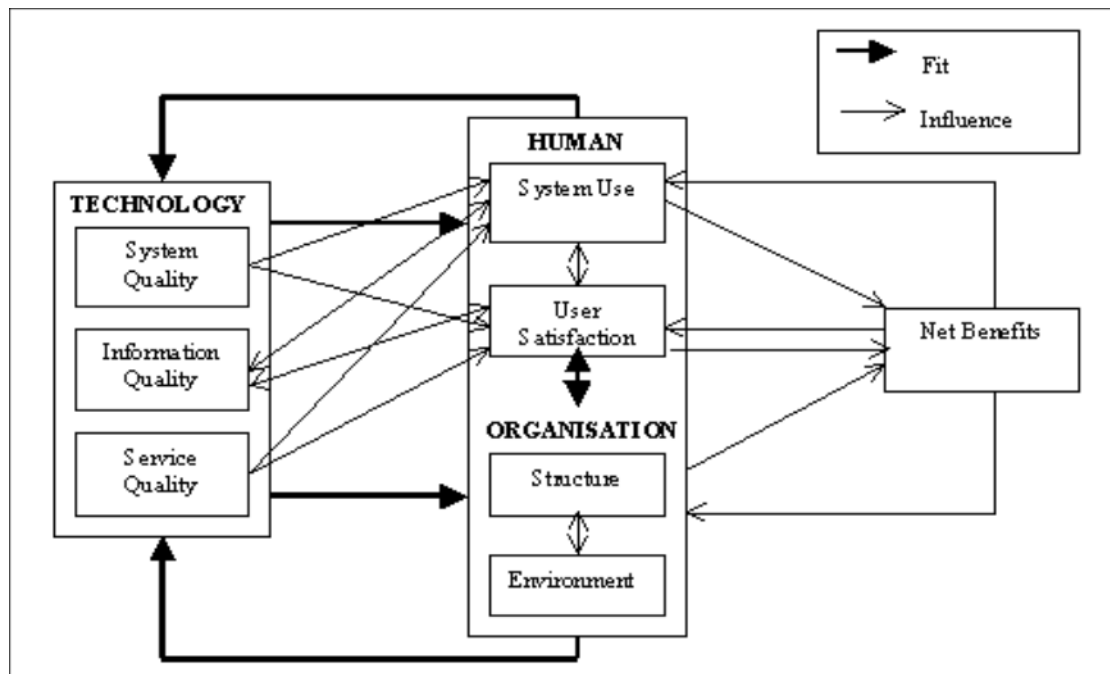 Fit
Influence
HUMAN
System Use
TECHNOLOGY
System
Quality
User
Satisfaction
Net Benefits
Information
Quality
ORGANISATION
Service
Quality
Structure
Environment